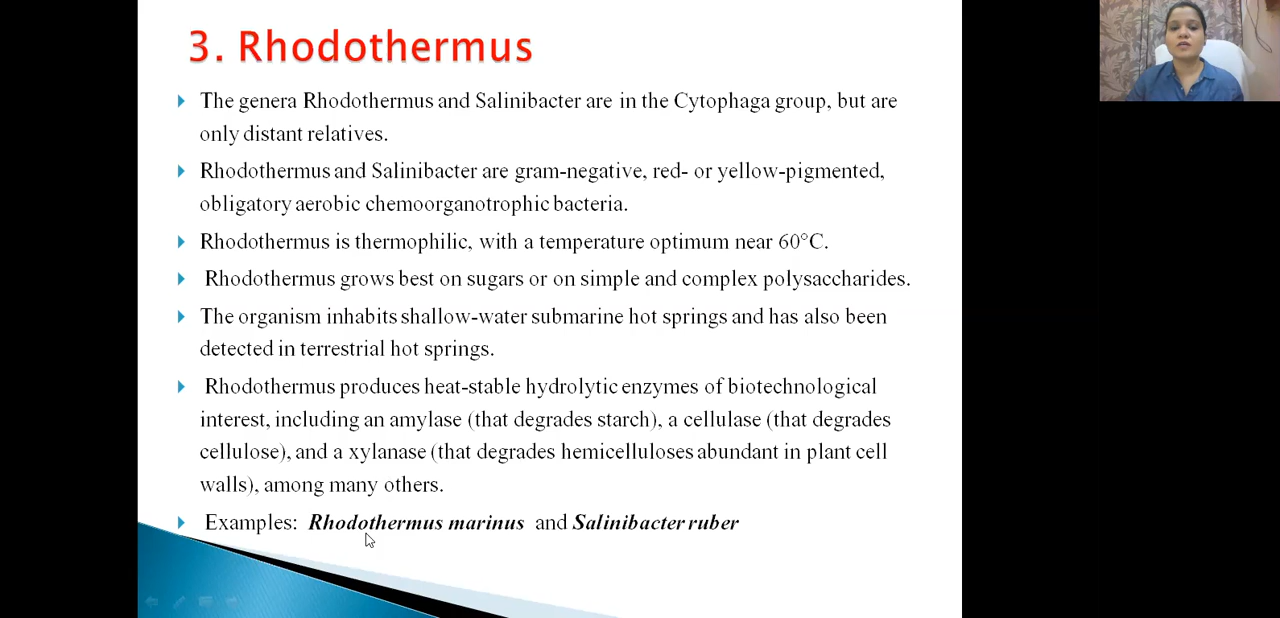 3. Rhodothermus
The genera Rhodothermus and Salinibacter are in the Cytophaga group, but are
only distant relatives.
Rhodothermus and Salinibacter are gram-negative, red- or yellow-pigmented,
obligatory aerobic chemoorganotrophic bacteria.
Rhodothermus is thermophilic, with a temperature optimum near 60°C.
Rhodothermus grows best on sugars or on simple and complex polysaccharides.
The organism inhabits shallow-water submarine hot springs and has also been
detected in terrestrial hot springs.
Rhodothermus produces heat-stable hydrolytic enzymes of biotechnological
interest, including an amylase (that degrades starch), a cellulase (that degrades
cellulose), and a xylanase (that degrades hemicelluloses abundant in plant cell
walls), among many others.
Examples: Rhodothermus marinus and Salinibacter ruber